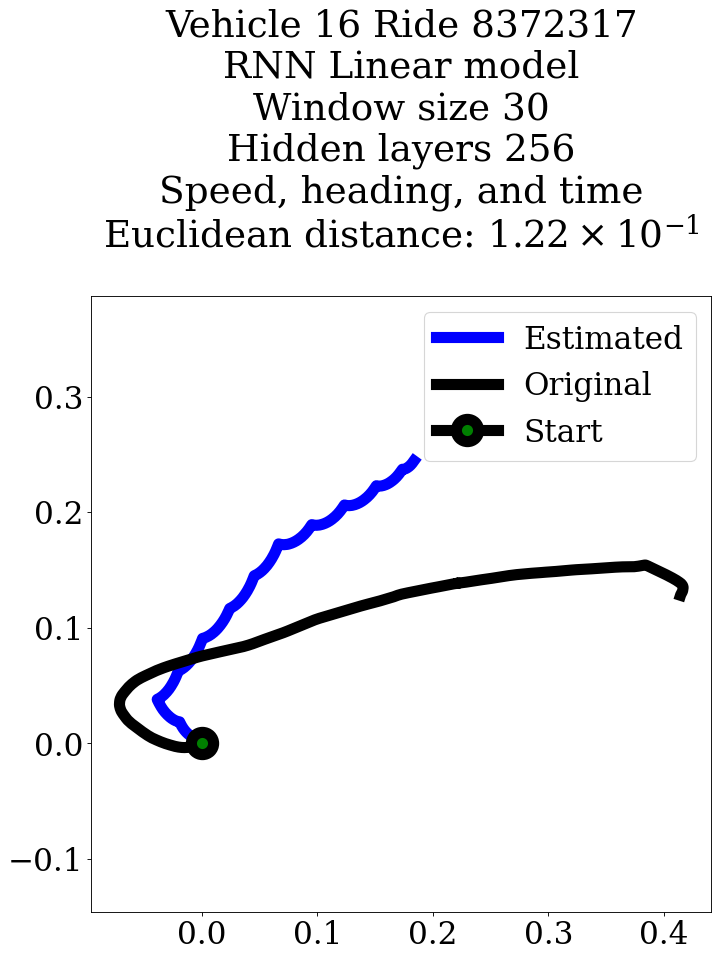 Vehicle 16 Ride 8372317
RNN Linear model
Window size 30
Hidden layers 256
Speed, heading, and time
Euclidean distance: 1.22 × 10⁻¹
Estimated
Original
Start
0.3
0.2
0.1
0.0
−0.1
0.0 0.1 0.2 0.3 0.4